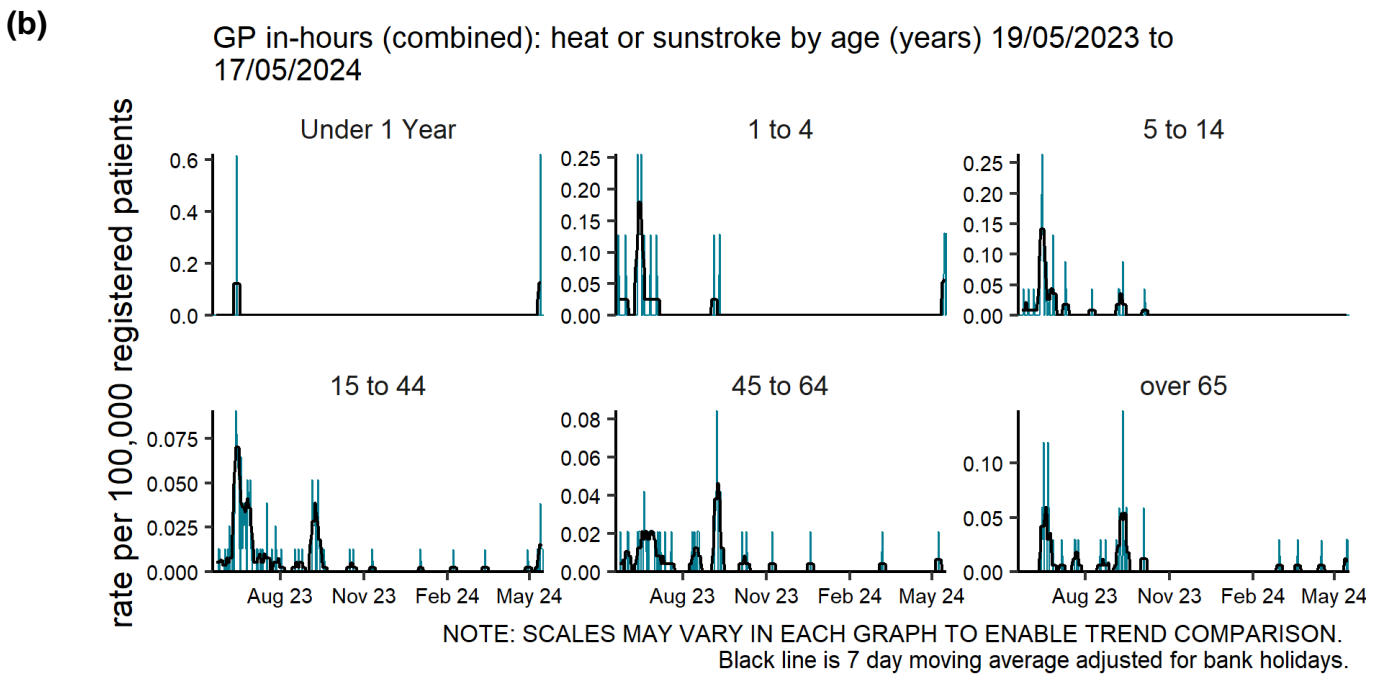 (b)
GP in-hours (combined): heat or sunstroke by age (years) 19/05/2023 to
17/05/2024
rate per 100,000 registered patients
Under 1 Year
0.6
0.4
0.2
0.0
1 to 4
0.25
0.20
0.15
0.10
0.05
0.00
5 to 14
0.25
0.20
0.15
0.10
0.05
0.00
15 to 44
0.075
0.050
0.025
0.000
Aug 23 Nov 23 Feb 24 May 24
45 to 64
0.08
0.06
0.04
0.02
0.00
Aug 23 Nov 23 Feb 24 May 24
over 65
0.10
0.05
0.00
Aug 23 Nov 23 Feb 24 May 24
NOTE: SCALES MAY VARY IN EACH GRAPH TO ENABLE TREND COMPARISON.
Black line is 7 day moving average adjusted for bank holidays.